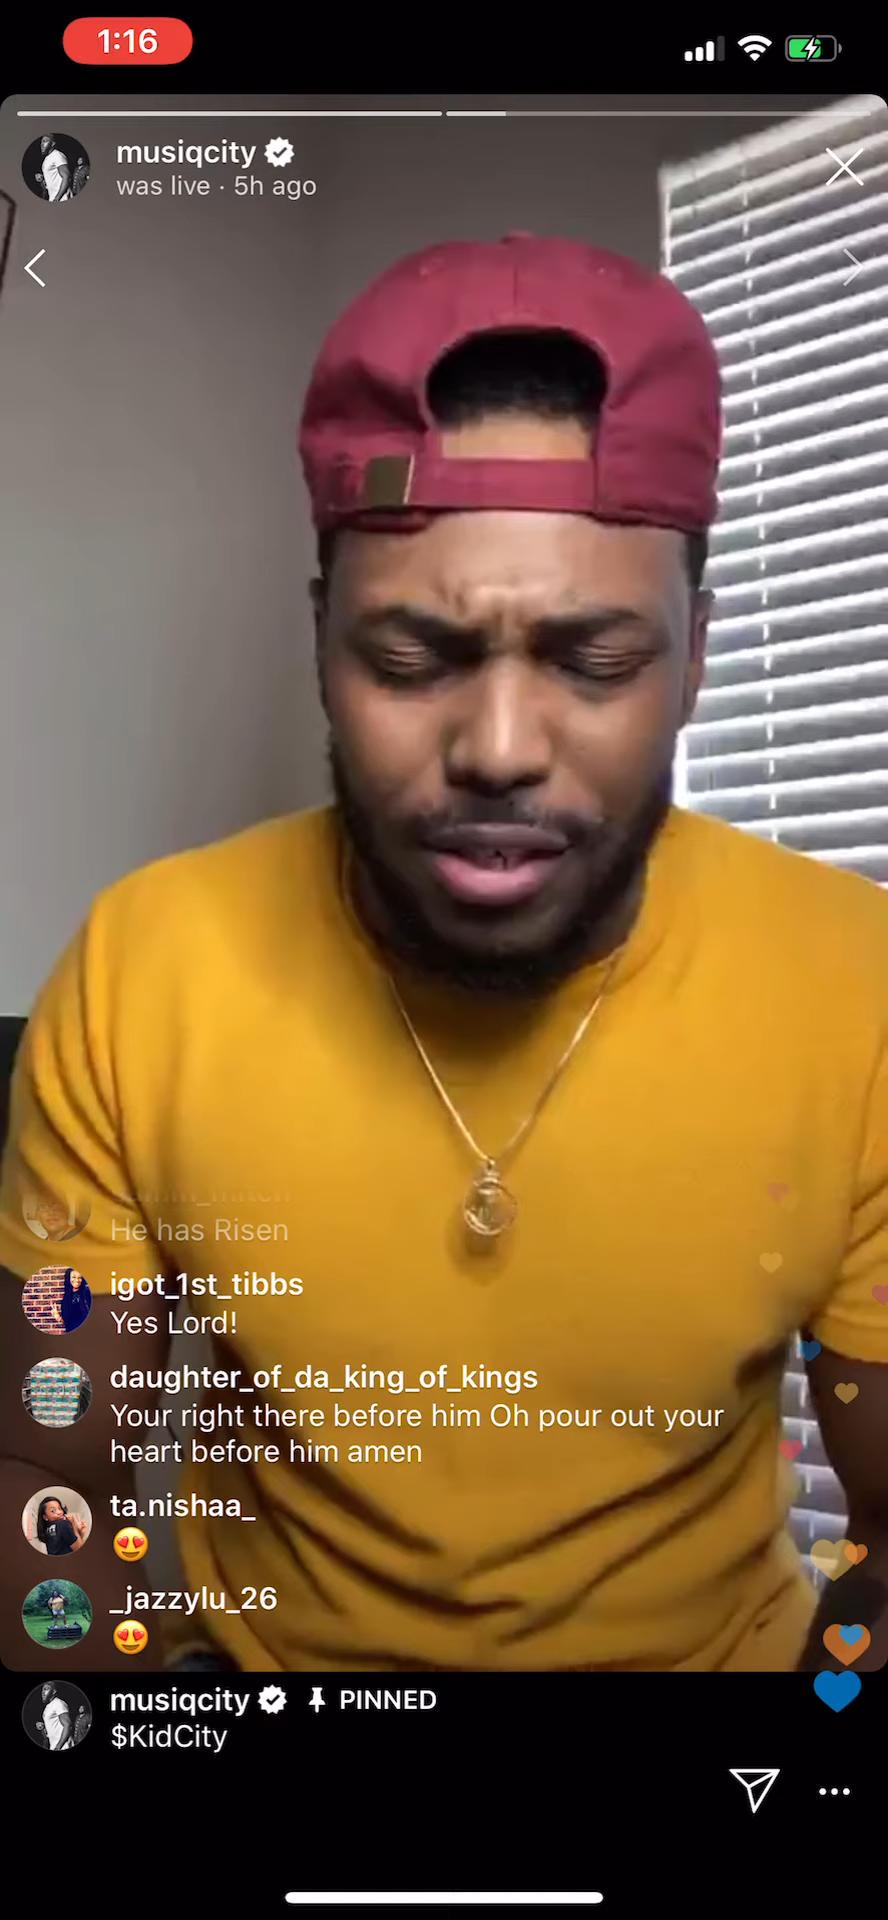 1:16
musiqcity
was live · 5h ago
He has Risen
igot_1st_tibbs
Yes Lord!
daughter_of_da_king_of_kings
Your right there before him Oh pour out your
heart before him amen
ta.nishaa_
😍
_jazzylu_26
😍
musiqcity PINNED
$KidCity